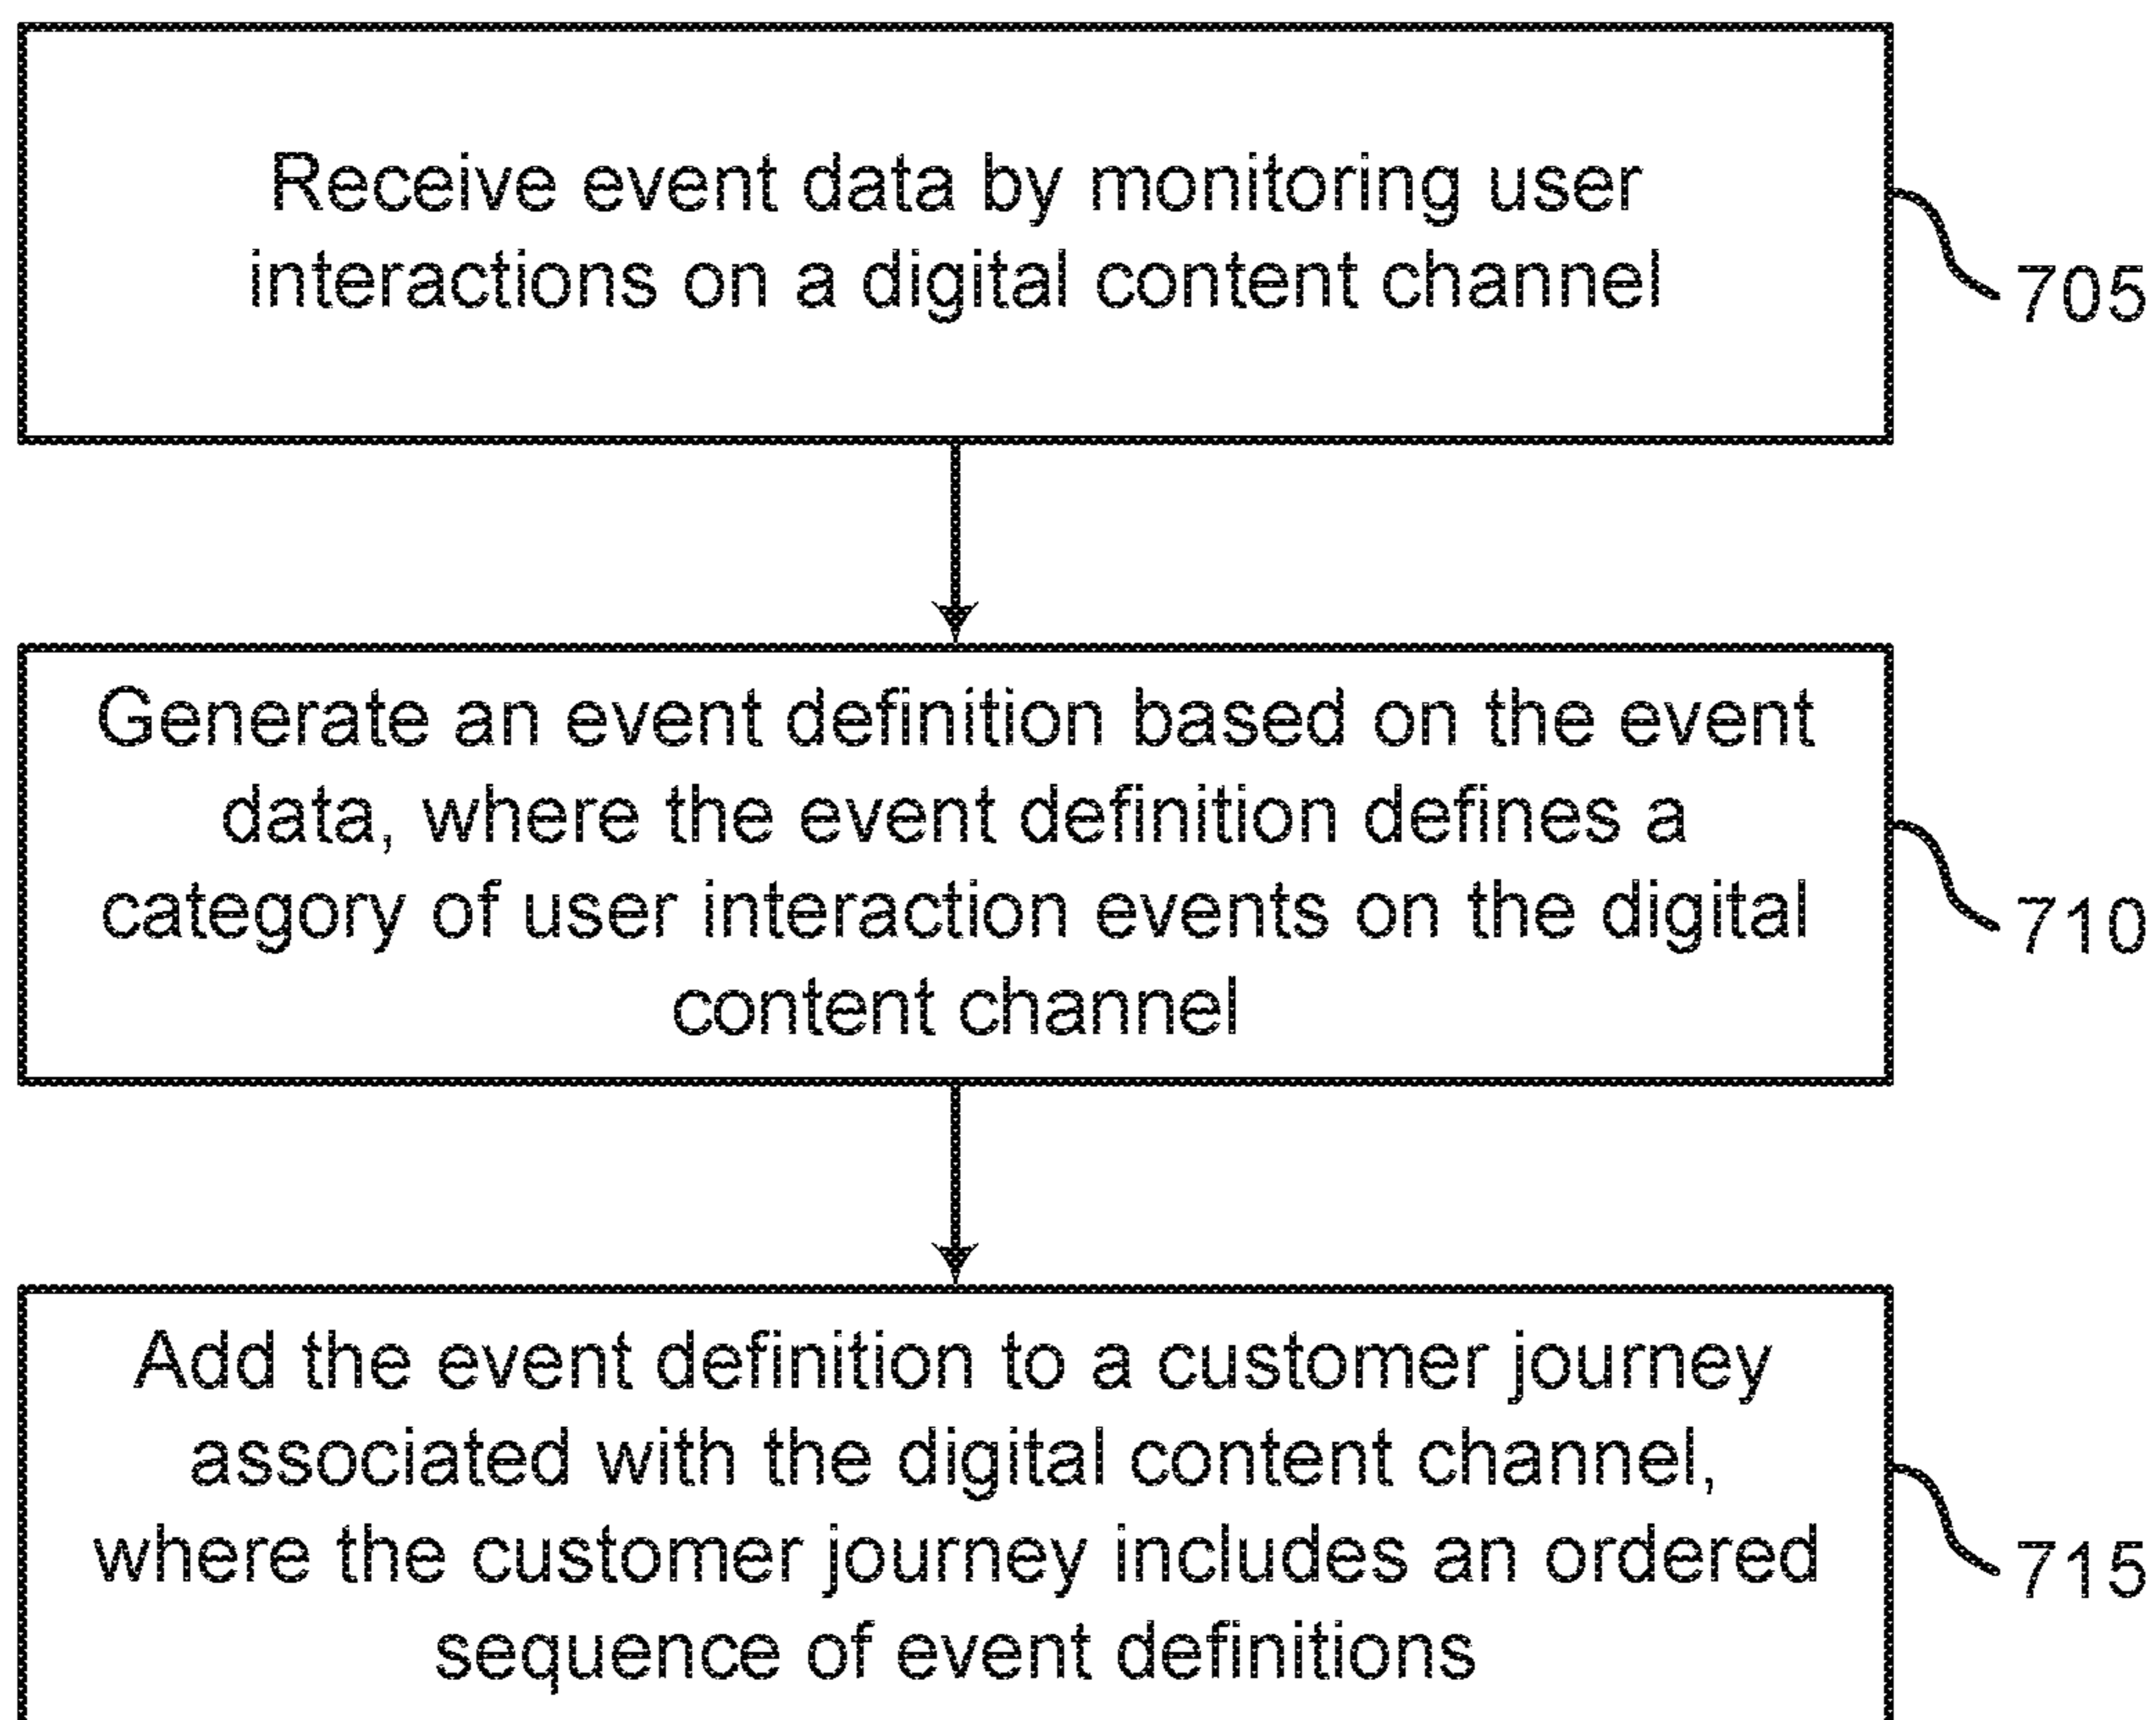 Receive event data by monitoring user
interactions on a digital content channel
705
Generate an event definition based on the event
data, where the event definition defines a
category of user interaction events on the digital
content channel
710
Add the event definition to a customer journey
associated with the digital content channel,
where the customer journey includes an ordered
sequence of event definitions
715